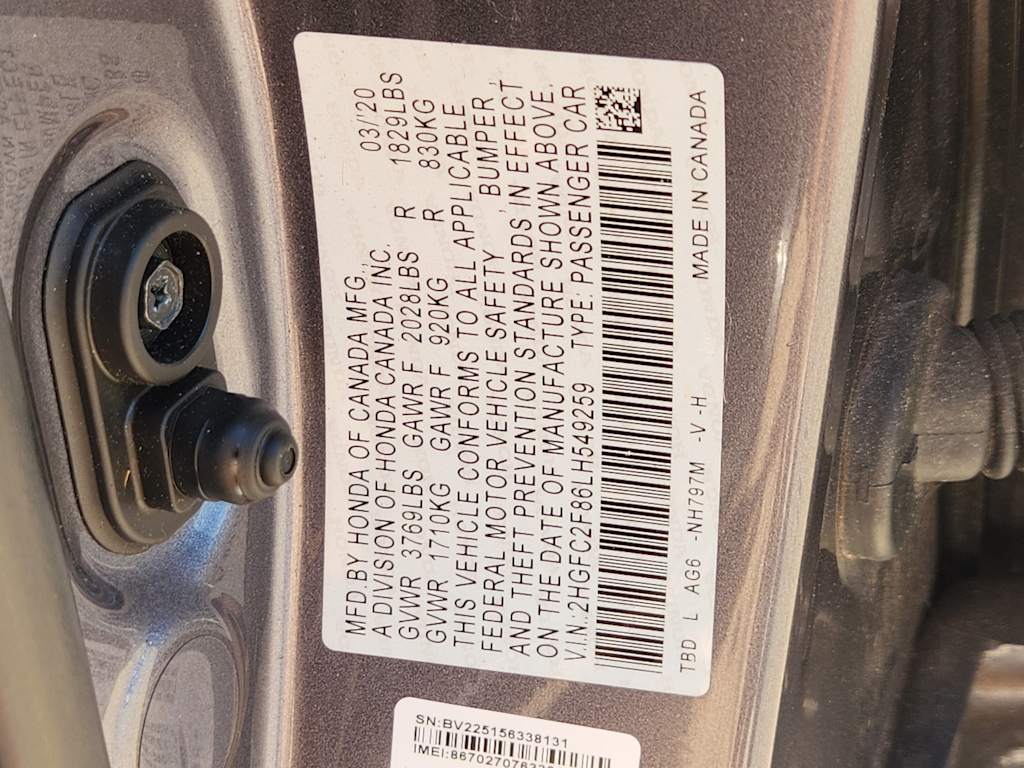 MFD.BY HONDA OF CANADA MFG., 03/'20
A DIVISION OF HONDA CANADA INC.
GVWR 3769LBS GAWR F 2028LBS R 1829LBS
GVWR 1710KG GAWR F 920KG R 830KG
THIS VEHICLE CONFORMS TO ALL APPLICABLE
FEDERAL MOTOR VEHICLE SAFETY , BUMPER ,
AND THEFT PREVENTION STANDARDS IN EFFECT
ON THE DATE OF MANUFACTURE SHOWN ABOVE.
V.I.N.:2HGFC2F86LH549259 TYPE: PASSENGER CAR
TBD L AG6 -NH797M -V -H MADE IN CANADA
SN:BV225156338131